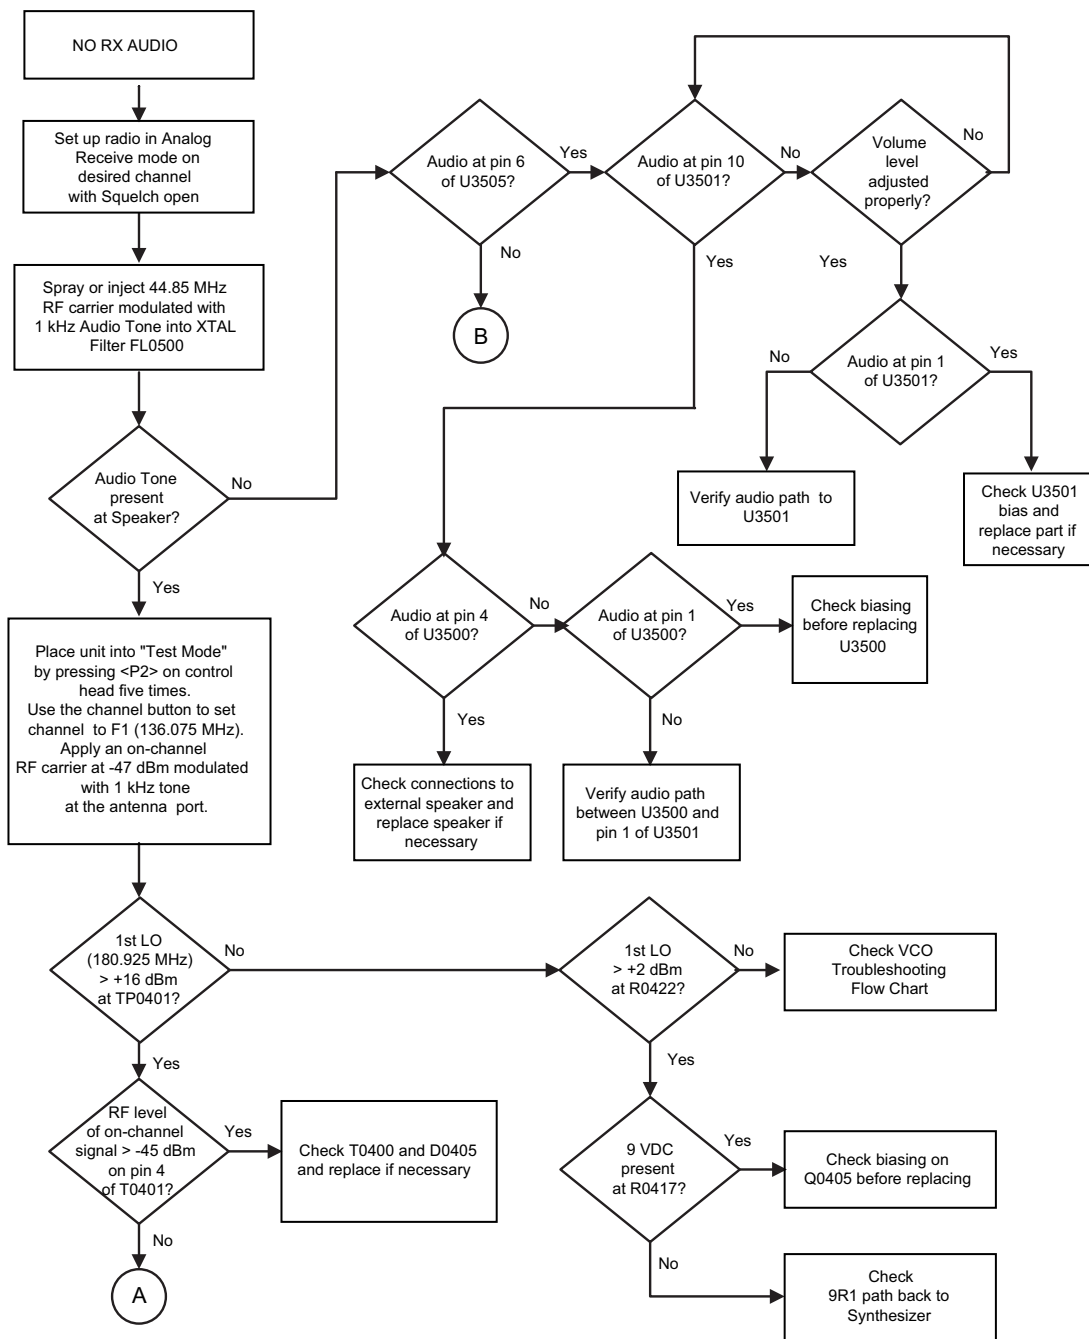 NO RX AUDIO
Set up radio in Analog
Receive mode on
desired channel
with Squelch open
Spray or inject 44.85 MHz
RF carrier modulated with
1 kHz Audio Tone into XTAL
Filter FL0500
Audio Tone
present
at Speaker?
No
Yes
Place unit into "Test Mode"
by pressing <P2> on control
head five times.
Use the channel button to set
channel to F1 (136.075 MHz).
Apply an on-channel
RF carrier at -47 dBm modulated
with 1 kHz tone
at the antenna port.
1st LO
(180.925 MHz)
> +16 dBm
at TP0401?
No
Yes
RF level
of on-channel
signal > -45 dBm
on pin 4
of T0401?
Yes
No
A
Check T0400 and D0405
and replace if necessary
Audio at pin 6
of U3505?
Yes
No
B
Audio at pin 10
of U3501?
No
Yes
Volume
level
adjusted
properly?
No
Yes
Audio at pin 1
of U3501?
No
Yes
Verify audio path to
U3501
Check U3501
bias and
replace part if
necessary
Audio at pin 4
of U3500?
No
Yes
Audio at pin 1
of U3500?
Yes
No
Check biasing
before replacing
U3500
Check connections to
external speaker and
replace speaker if
necessary
Verify audio path
between U3500 and
pin 1 of U3501
1st LO
> +2 dBm
at R0422?
No
Yes
Check VCO
Troubleshooting
Flow Chart
9 VDC
present
at R0417?
Yes
No
Check biasing on
Q0405 before replacing
Check
9R1 path back to
Synthesizer